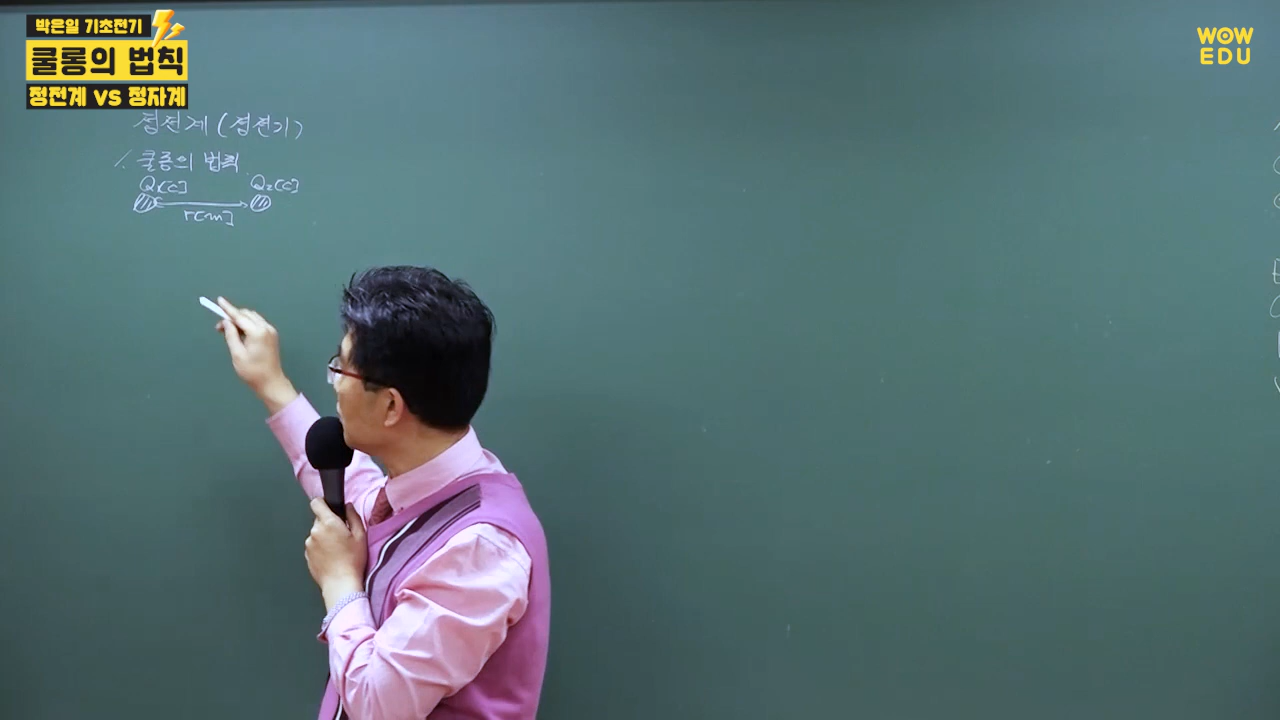 박은일 기초전기
쿨롱의 법칙
정전계 vs 정자계
WOW
EDU
정전계 (정전기)
1. 쿨롱의 법칙.
Q₁[C] Q₂[C]
r[m]